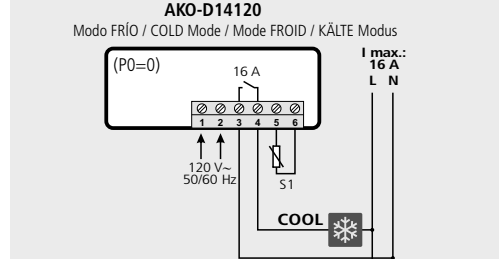 AKO-D14120
Modo FRÍO / COLD Mode / Mode FROID / KÄLTE Modus
(P0=0)
16 A
I max.:
16 A
L N
1 2 3 4 5 6
120 V~
50/60 Hz
S1
COOL